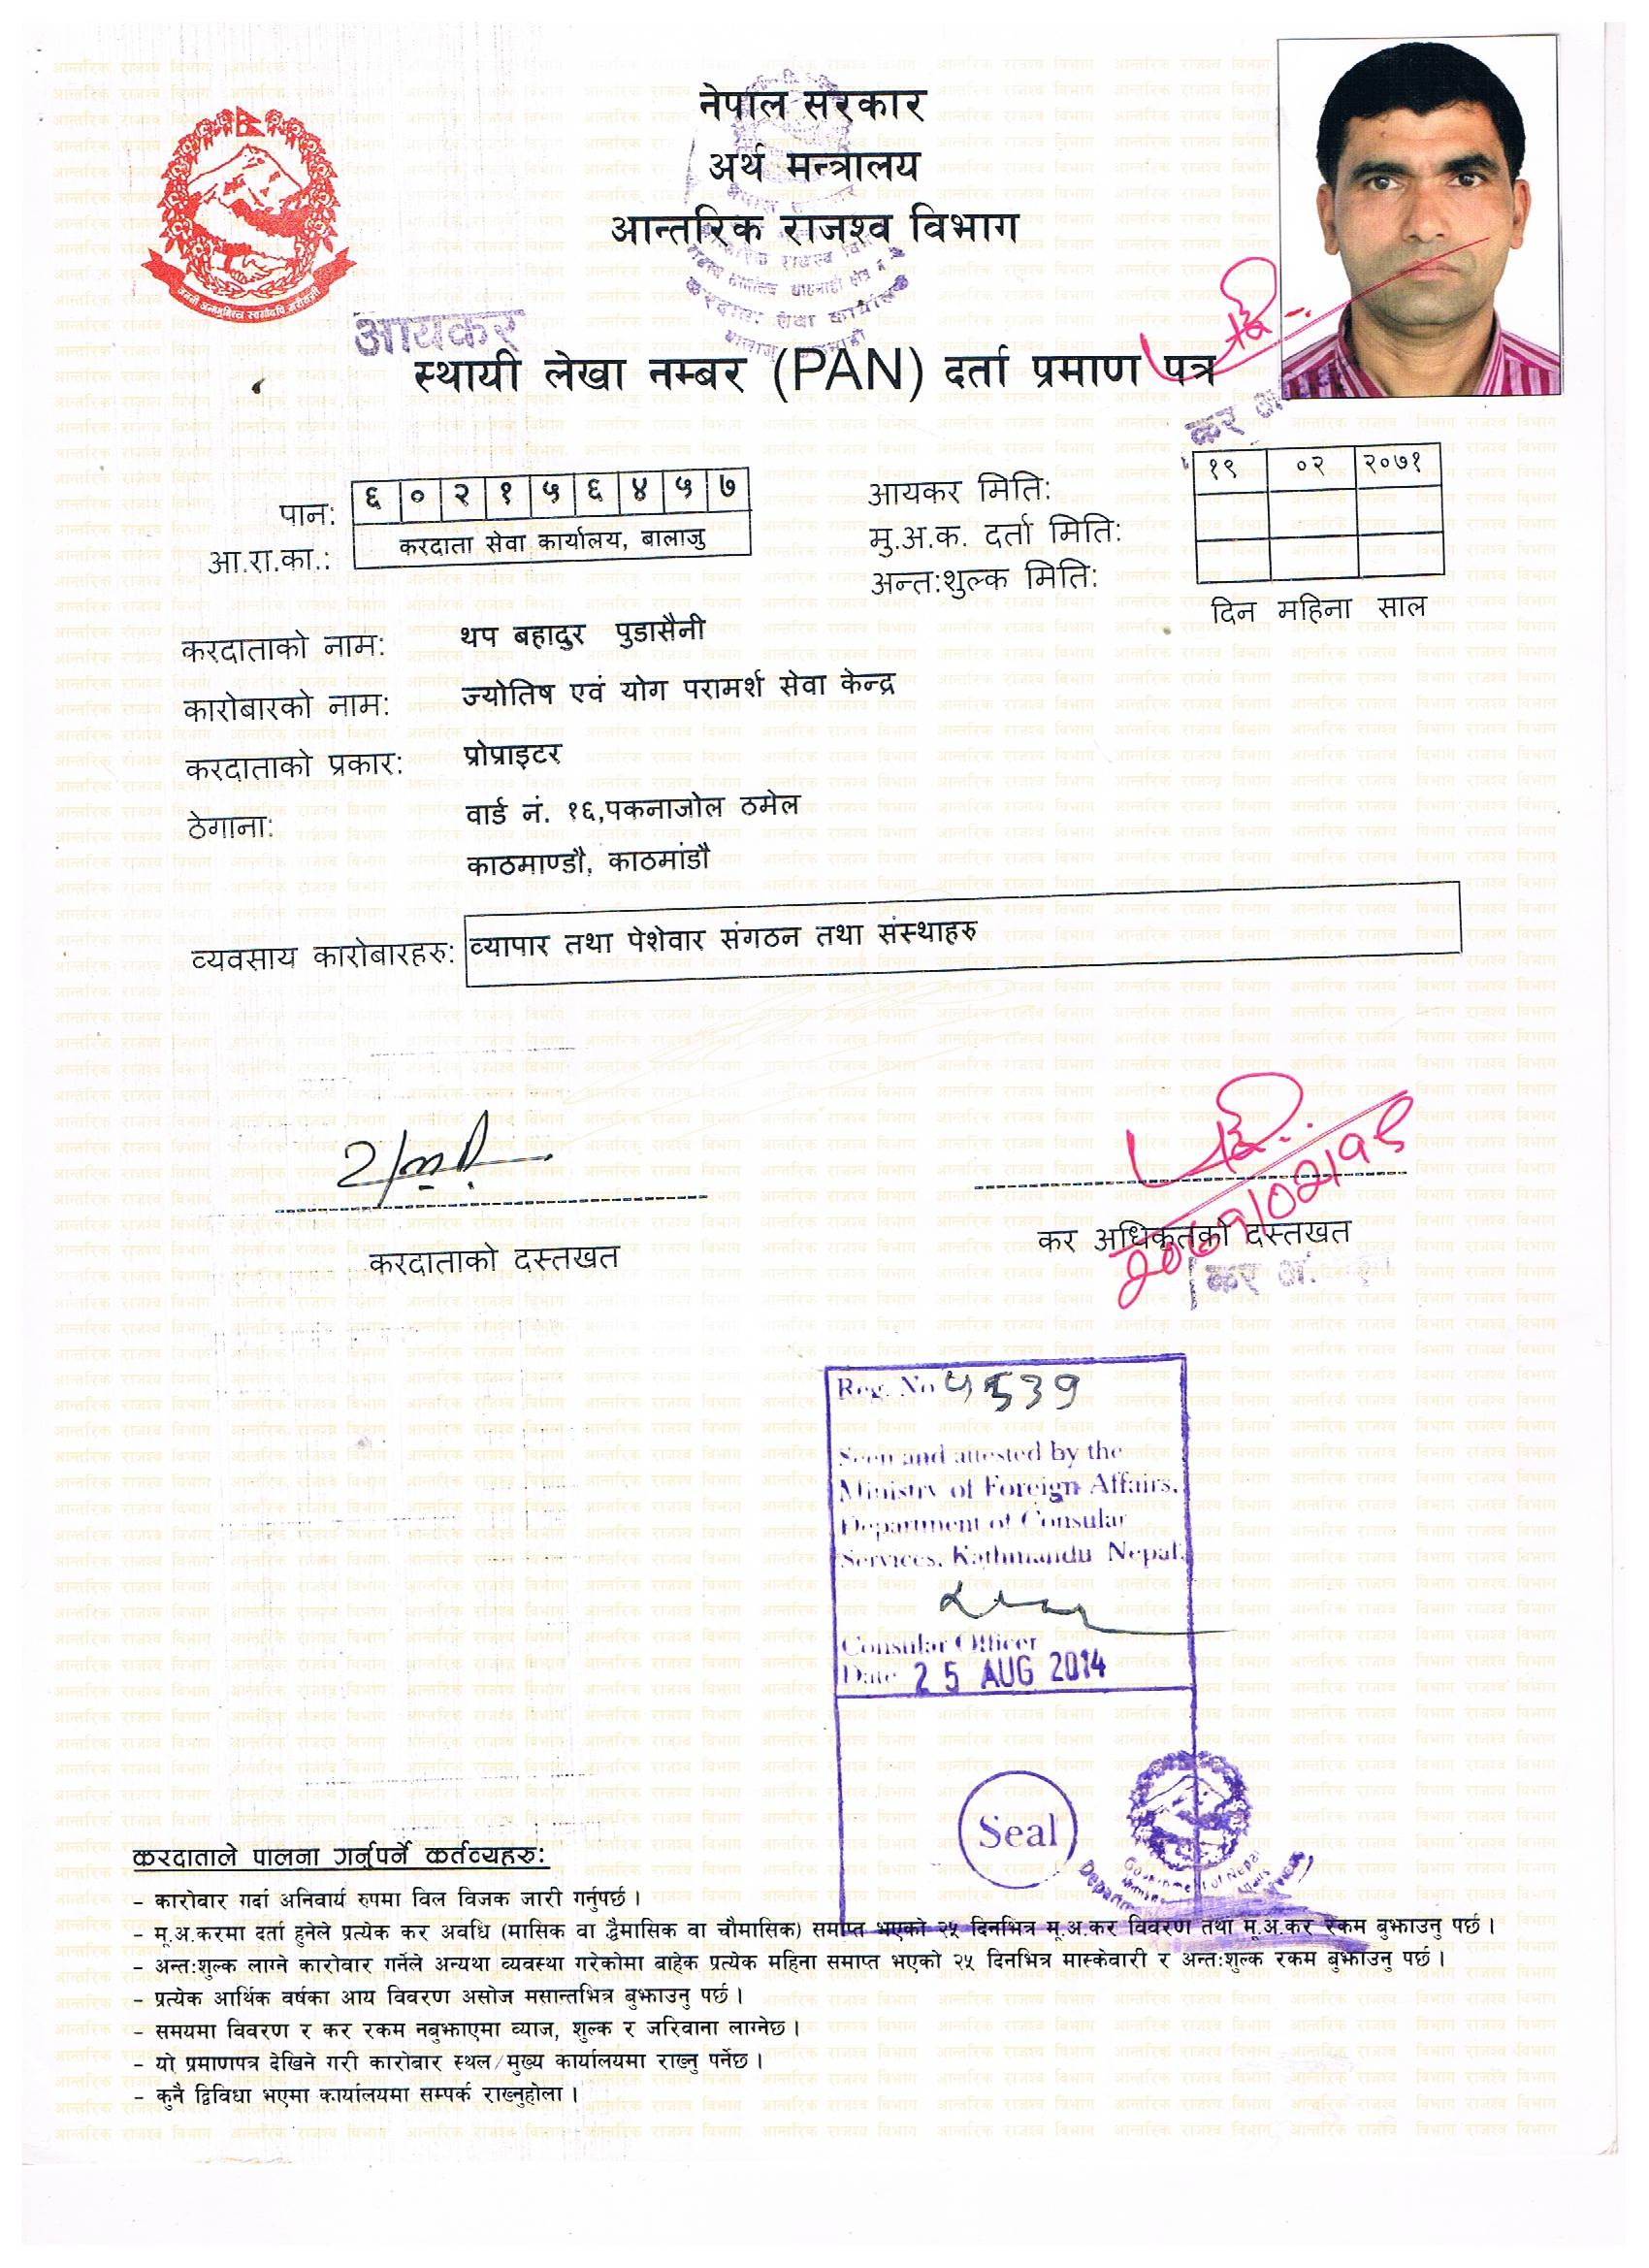 नेपाल सरकार
अर्थ मन्त्रालय
आन्तरिक राजश्व विभाग
आयकर
स्थायी लेखा नम्बर (PAN) दर्ता प्रमाण पत्र
कर
पान: ६ ० २ १ ५ ६ ४ ५ ७
आ.रा.का.: करदाता सेवा कार्यालय, बालाजु
आयकर मिति: १९ ०२ २०७१
मु.अ.क. दर्ता मिति:
अन्त:शुल्क मिति:
दिन महिना साल
करदाताको नाम: थप बहादुर पुडासैनी
कारोबारको नाम: ज्योतिष एवं योग परामर्श सेवा केन्द्र
करदाताको प्रकार: प्रोप्राइटर
ठेगाना: वार्ड नं. १६,पकनाजोल ठमेल
काठमाण्डौ, काठमांडौ
व्यवसाय कारोबारहरु: व्यापार तथा पेशेवार संगठन तथा संस्थाहरु
२०७१/०२/१९
करदाताको दस्तखत
कर अधिकृतको दस्तखत
कर अ.
Reg. No
Seen and attested by the
Ministry of Foreign Affairs,
Department of Consular
Services, Kathmandu Nepal.
Consular Officer
Date 25 AUG 2014
Seal
Government of Nepal
करदाताले पालना गर्नुपर्ने कर्तव्यहरु:
- कारोवार गर्दा अनिवार्य रुपमा विल विजक जारी गर्नुपर्छ ।
- मू.अ.करमा दर्ता हुनेले प्रत्येक कर अवधि (मासिक वा द्वैमासिक वा चौमासिक) समाप्त भएको २५ दिनभित्र मू.अ.कर विवरण तथा मू.अ.कर रकम बुझाउनु पर्छ ।
- अन्त:शुल्क लाग्ने कारोवार गर्नेले अन्यथा व्यवस्था गरेकोमा बाहेक प्रत्येक महिना समाप्त भएको २५ दिनभित्र मास्केवारी र अन्त:शुल्क रकम बुझाउनु पर्छ ।
- प्रत्येक आर्थिक वर्षका आय विवरण असोज मसान्तभित्र बुझाउनु पर्छ ।
- समयमा विवरण र कर रकम नबुझाएमा व्याज, शुल्क र जरिवाना लाग्नेछ ।
- यो प्रमाणपत्र देखिने गरी कारोबार स्थल/मुख्य कार्यालयमा राख्नु पर्नेछ ।
- कुनै द्विविधा भएमा कार्यालयमा सम्पर्क राख्नुहोला ।